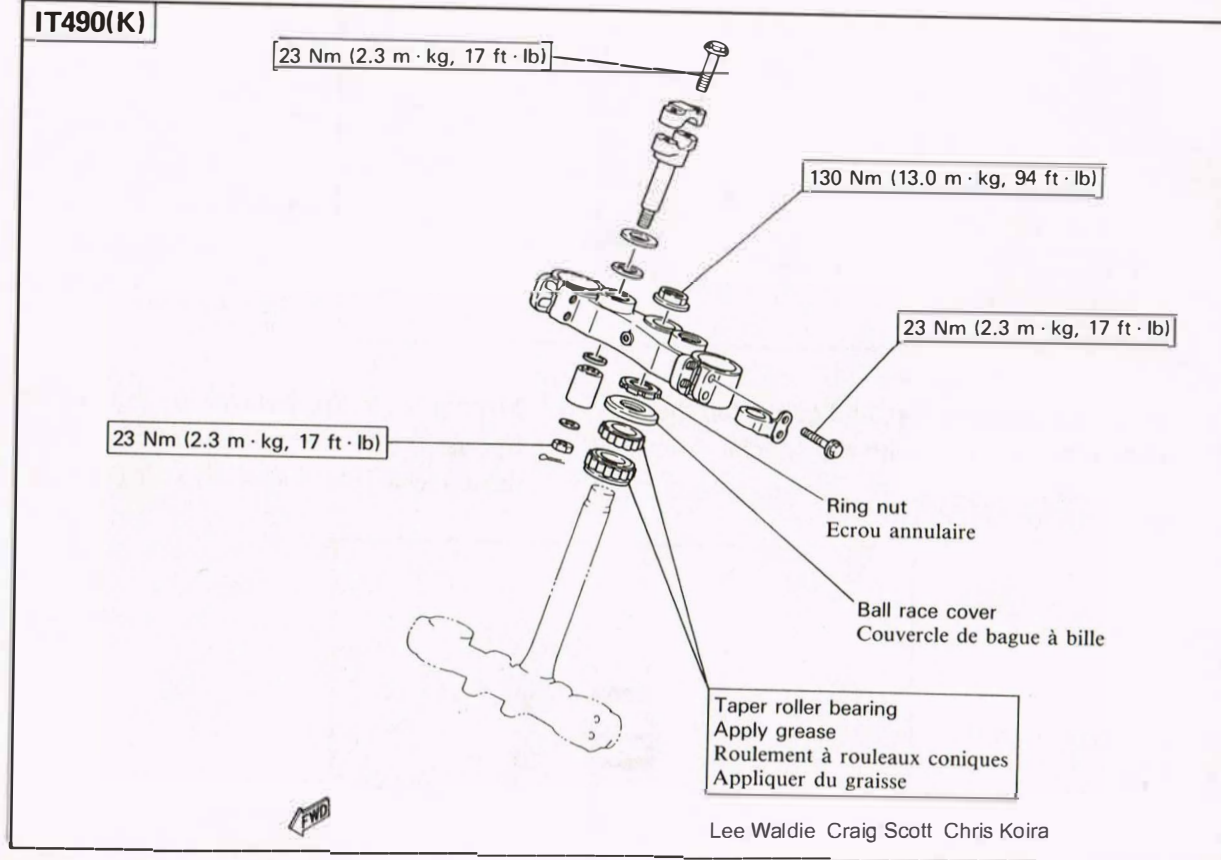 IT490(K)
23 Nm (2.3 m · kg, 17 ft · lb)
130 Nm (13.0 m · kg, 94 ft · lb)
23 Nm (2.3 m · kg, 17 ft · lb)
23 Nm (2.3 m · kg, 17 ft · lb)
Ring nut
Ecrou annulaire
Ball race cover
Couvercle de bague à bille
Taper roller bearing
Apply grease
Roulement à rouleaux coniques
Appliquer du graisse
FWD
Lee Waldie Craig Scott Chris Koira